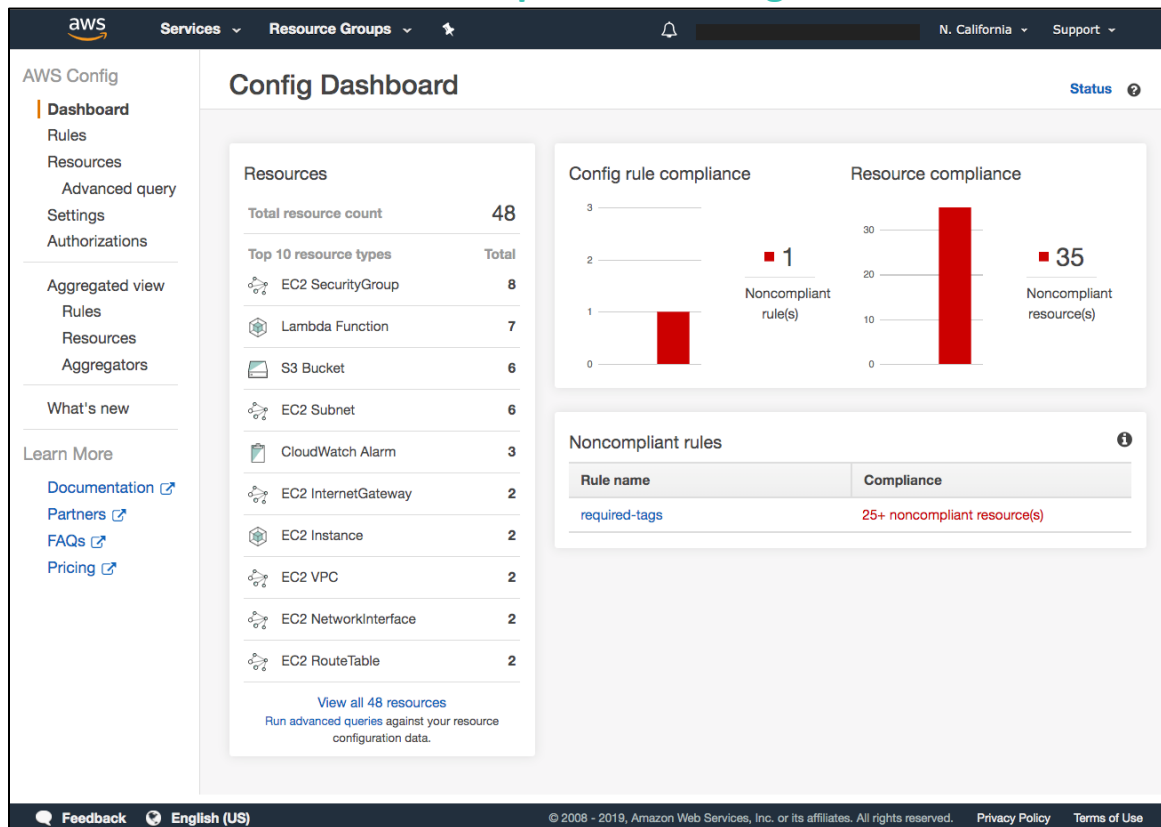 aws
Services
Resource Groups
N. California
Support
AWS Config
Dashboard
Rules
Resources
Advanced query
Settings
Authorizations
Aggregated view
Rules
Resources
Aggregators
What's new
Learn More
Documentation
Partners
FAQs
Pricing
Config Dashboard
Status
Resources
Total resource count 48
Top 10 resource types Total
EC2 SecurityGroup 8
Lambda Function 7
S3 Bucket 6
EC2 Subnet 6
CloudWatch Alarm 3
EC2 InternetGateway 2
EC2 Instance 2
EC2 VPC 2
EC2 NetworkInterface 2
EC2 RouteTable 2
View all 48 resources
Run advanced queries against your resource
configuration data.
Config rule compliance
3
2
1
0
1
Noncompliant
rule(s)
Resource compliance
30
20
10
0
35
Noncompliant
resource(s)
Noncompliant rules
Rule name Compliance
required-tags 25+ noncompliant resource(s)
Feedback
English (US)
© 2008 - 2019, Amazon Web Services, Inc. or its affiliates. All rights reserved.
Privacy Policy
Terms of Use